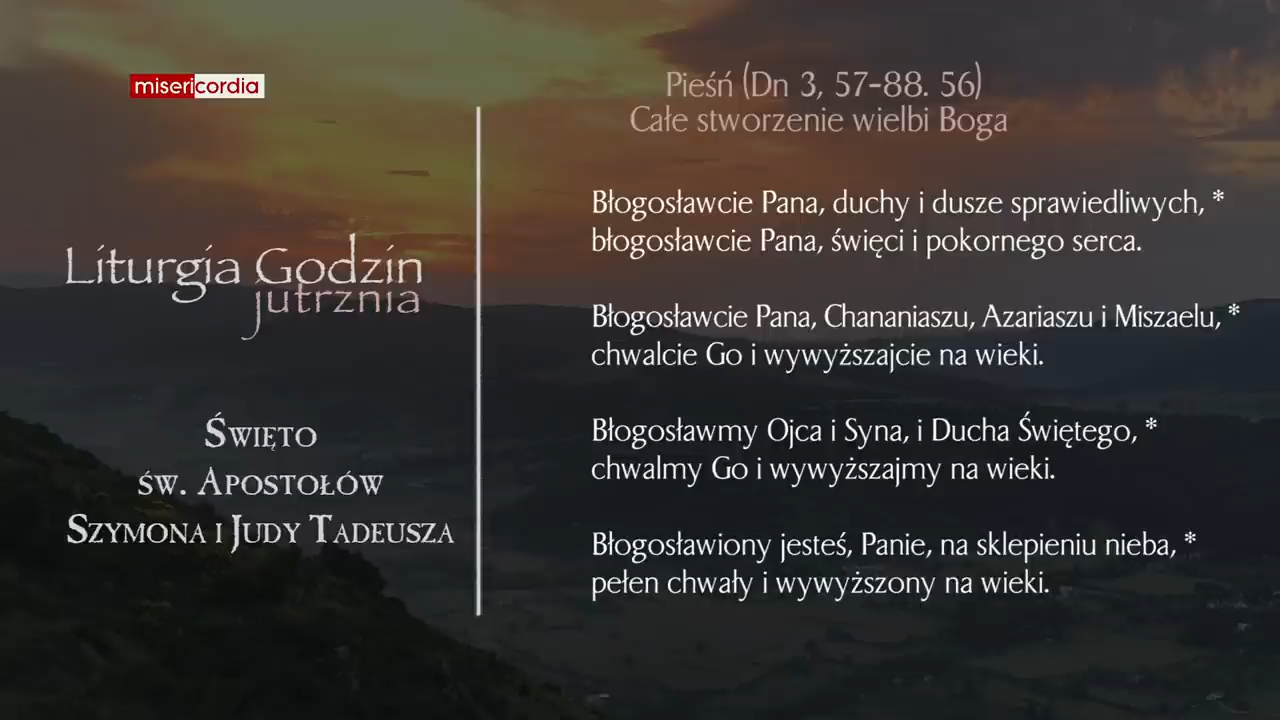 misericordia
Liturgia Godzin
jutrznia
Święto
św. Apostołów
Szymona i Judy Tadeusza
Pieśń (Dn 3, 57-88. 56)
Całe stworzenie wielbi Boga
Błogosławcie Pana, duchy i dusze sprawiedliwych, *
błogosławcie Pana, święci i pokornego serca.
Błogosławcie Pana, Chananiaszu, Azariaszu i Miszaelu, *
chwalcie Go i wywyższajcie na wieki.
Błogosławmy Ojca i Syna, i Ducha Świętego, *
chwalmy Go i wywyższajmy na wieki.
Błogosławiony jesteś, Panie, na sklepieniu nieba, *
pełen chwały i wywyższony na wieki.